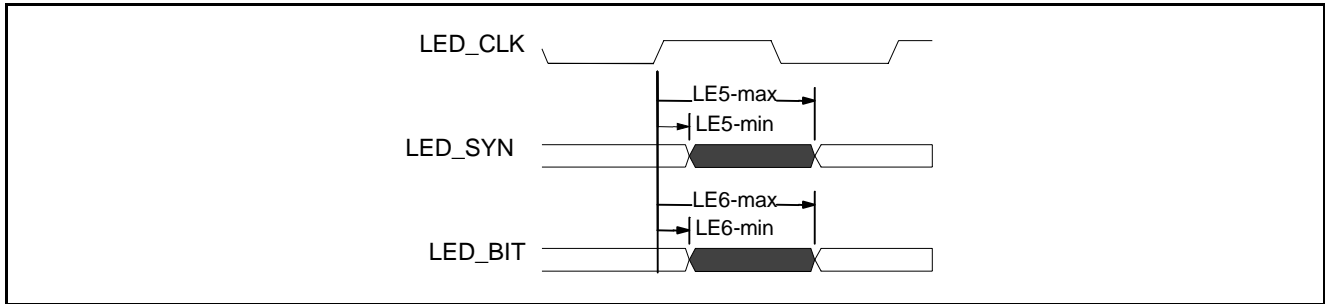 LED_CLK
LE5-max
LE5-min
LED_SYN
LE6-max
LE6-min
LED_BIT